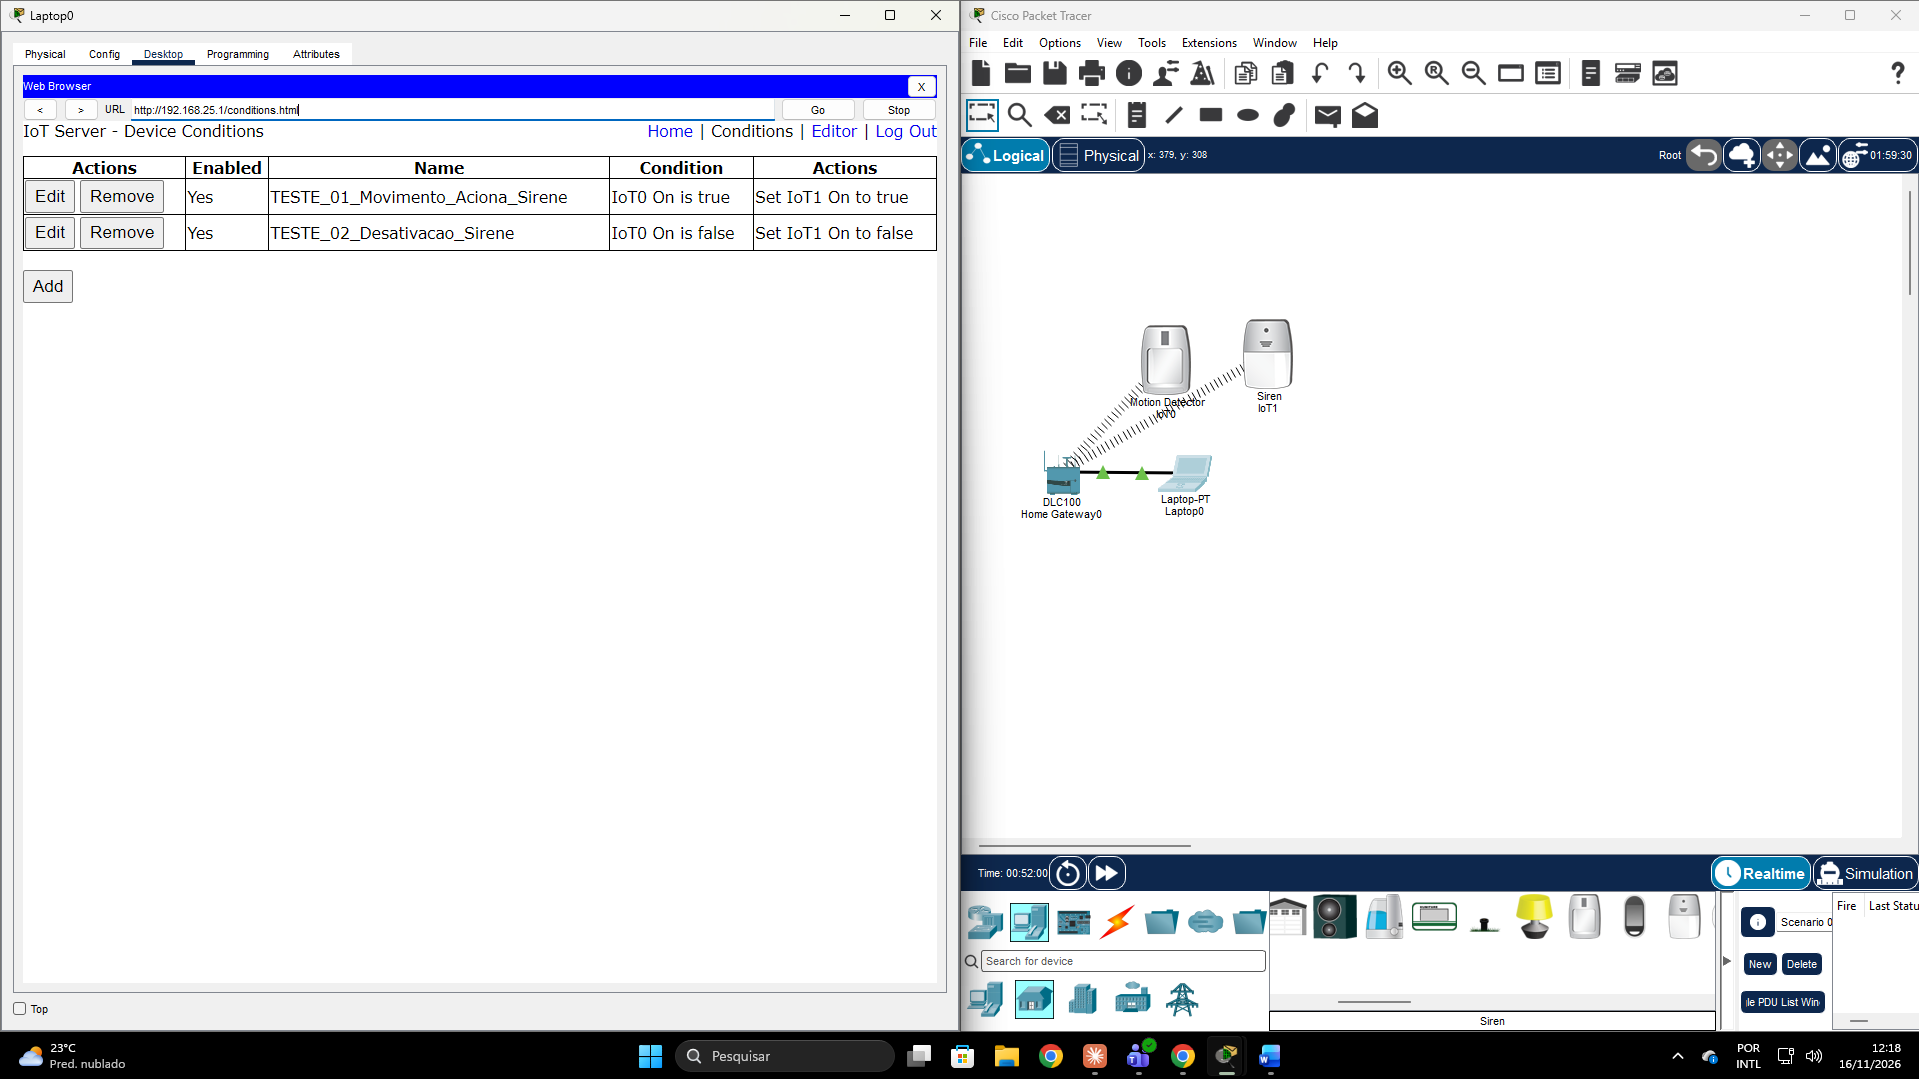 Laptop0
Physical Config Desktop Programming Attributes
Web Browser X
< > URL http://192.168.25.1/conditions.html Go Stop
IoT Server - Device Conditions Home | Conditions | Editor | Log Out
Actions Enabled Name Condition Actions
Edit Remove Yes TESTE_01_Movimento_Aciona_Sirene IoT0 On is true Set IoT1 On to true
Edit Remove Yes TESTE_02_Desativacao_Sirene IoT0 On is false Set IoT1 On to false
Add
Top
Cisco Packet Tracer
File Edit Options View Tools Extensions Window Help
Logical Physical x: 379, y: 308 Root 01:59:30
Motion Detector
IoT0
Siren
IoT1
DLC100
Home Gateway0
Laptop-PT
Laptop0
Time: 00:52:00 Realtime Simulation
Search for device
Siren
Scenario 0
New Delete
le PDU List Win
Fire Last Statu
23°C
Pred. nublado
Pesquisar
POR
INTL
12:18
16/11/2026